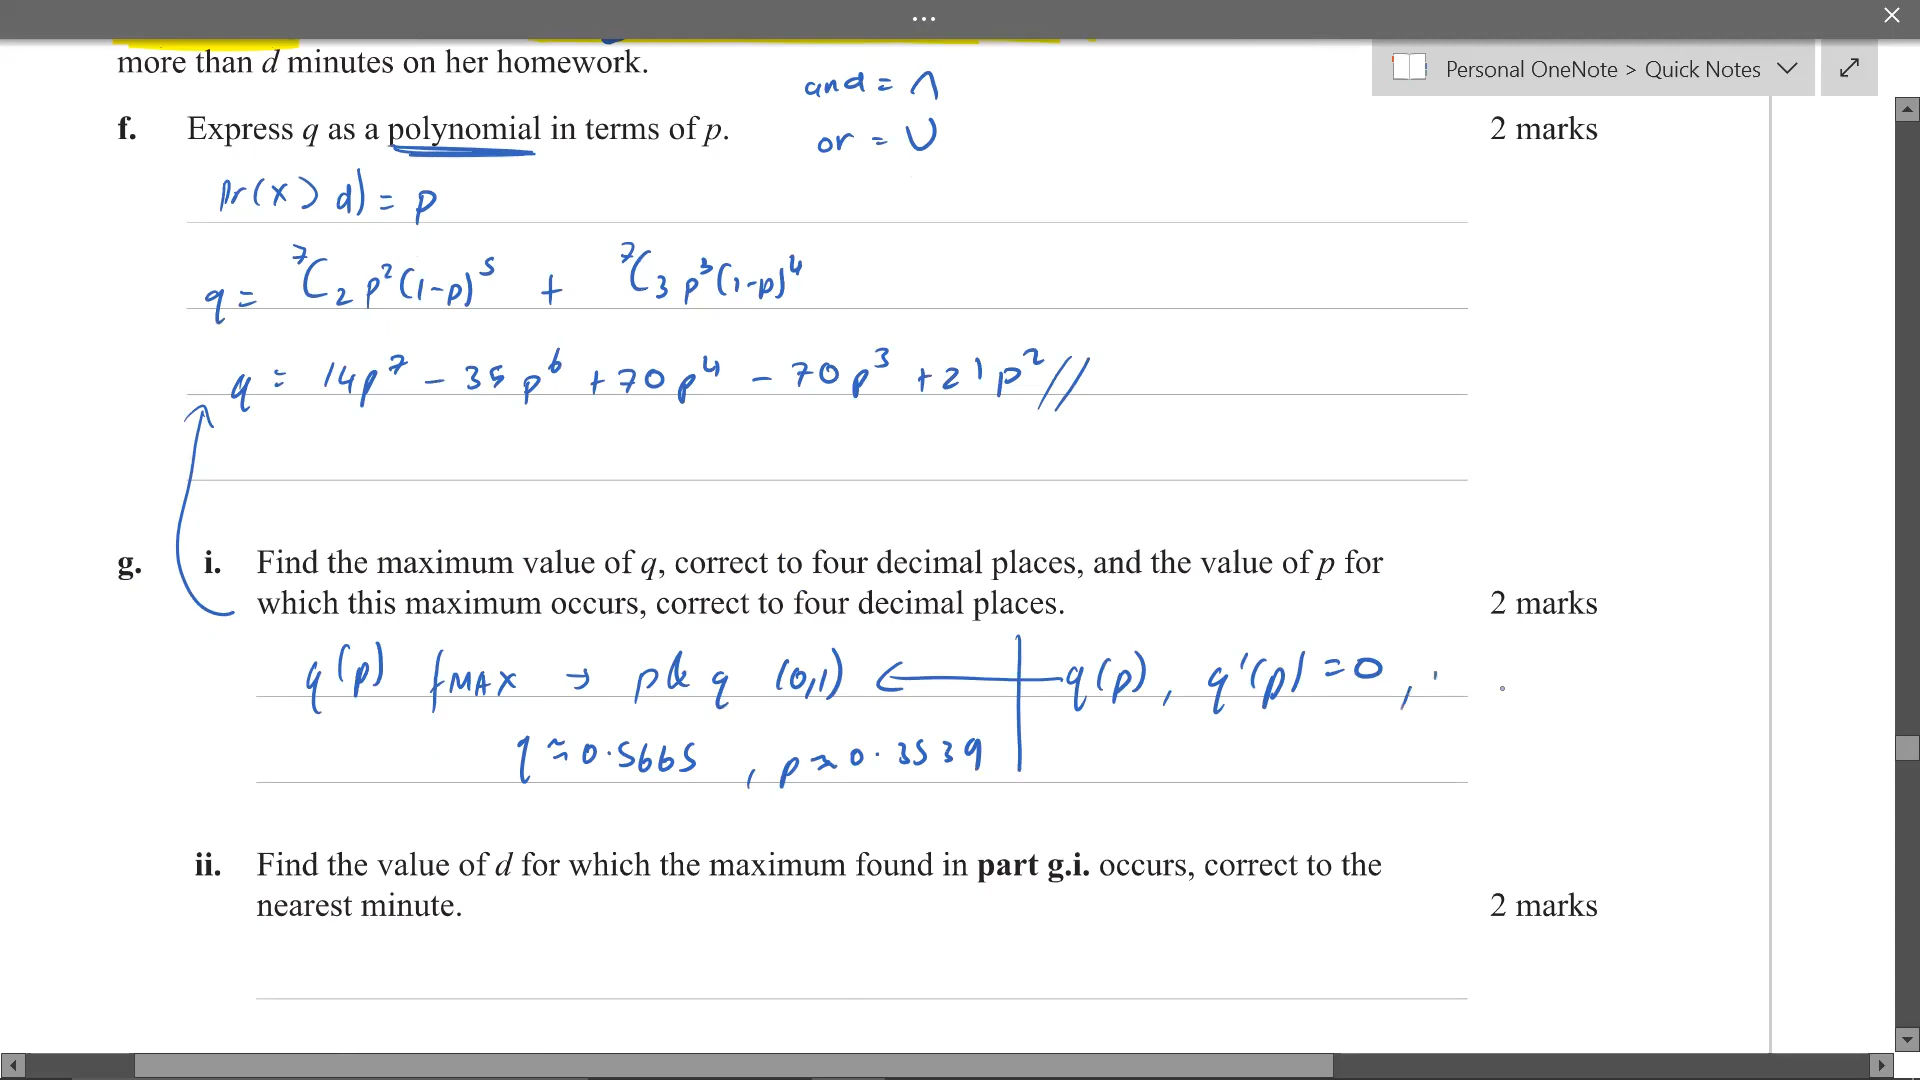 ...
Personal OneNote > Quick Notes
more than d minutes on her homework.
and = ∩
or = ∪
f. Express q as a polynomial in terms of p. 2 marks
Pr(X > d) = p
q = ⁷C₂ p²(1-p)⁵ + ⁷C₃ p³(1-p)⁴
q = 14p⁷ - 35p⁶ + 70p⁴ - 70p³ + 21p² //
g. i. Find the maximum value of q, correct to four decimal places, and the value of p for
which this maximum occurs, correct to four decimal places. 2 marks
q(p) fMAX → p & q (0,1) ← q(p), q'(p) = 0,
q ≈ 0.5665, p ≈ 0.3539
ii. Find the value of d for which the maximum found in part g.i. occurs, correct to the
nearest minute. 2 marks